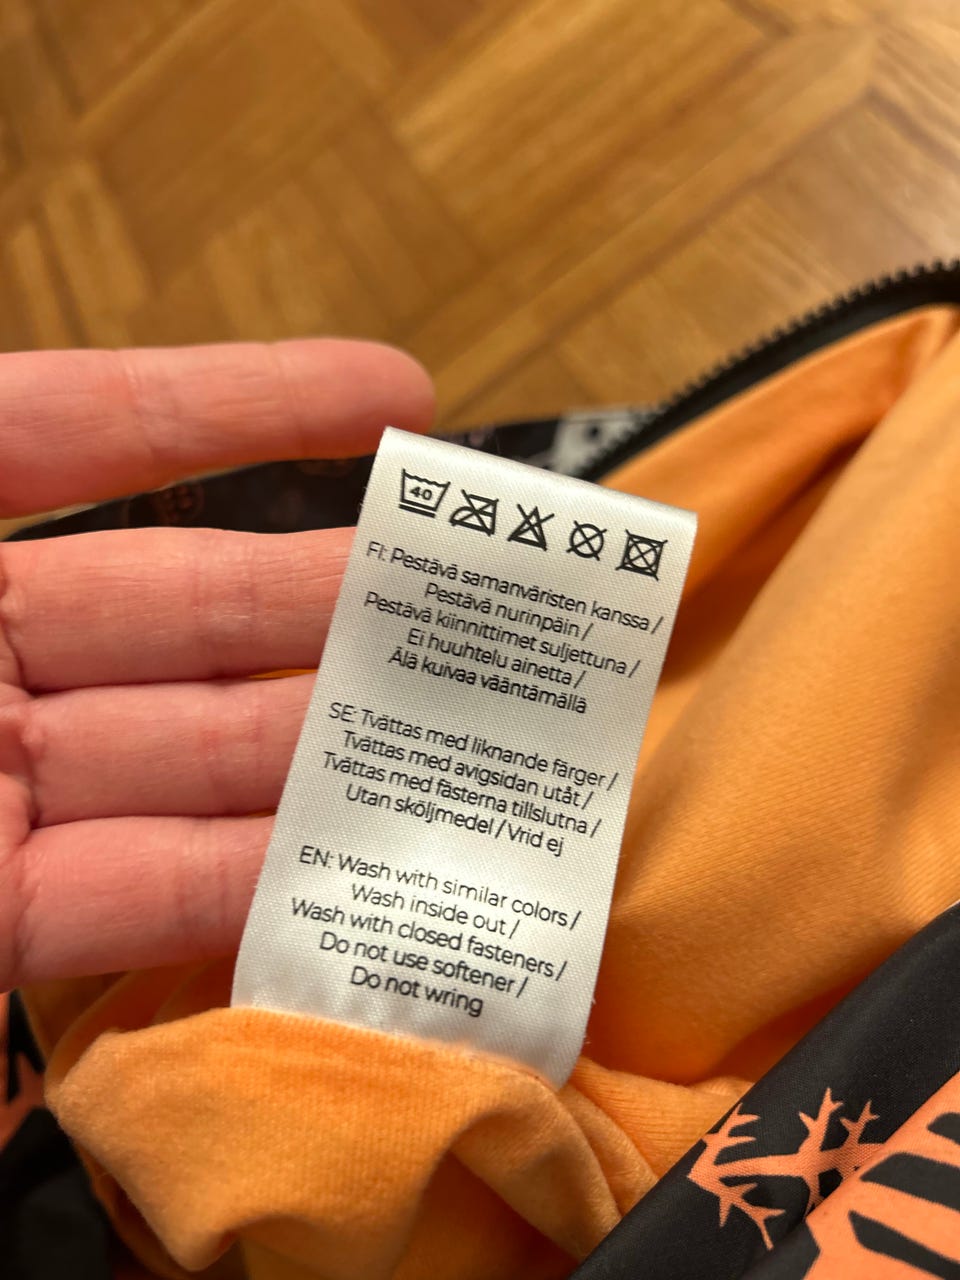 40
FI: Pestävä samanväristen kanssa /
Pestävä nurinpäin /
Pestävä kiinnittimet suljettuna /
Ei huuhtelu ainetta /
Älä kuivaa vääntämällä
SE: Tvättas med liknande färger /
Tvättas med avigsidan utåt /
Tvättas med fästerna tillslutna /
Utan sköljmedel / Vrid ej
EN: Wash with similar colors /
Wash inside out /
Wash with closed fasteners /
Do not use softener /
Do not wring